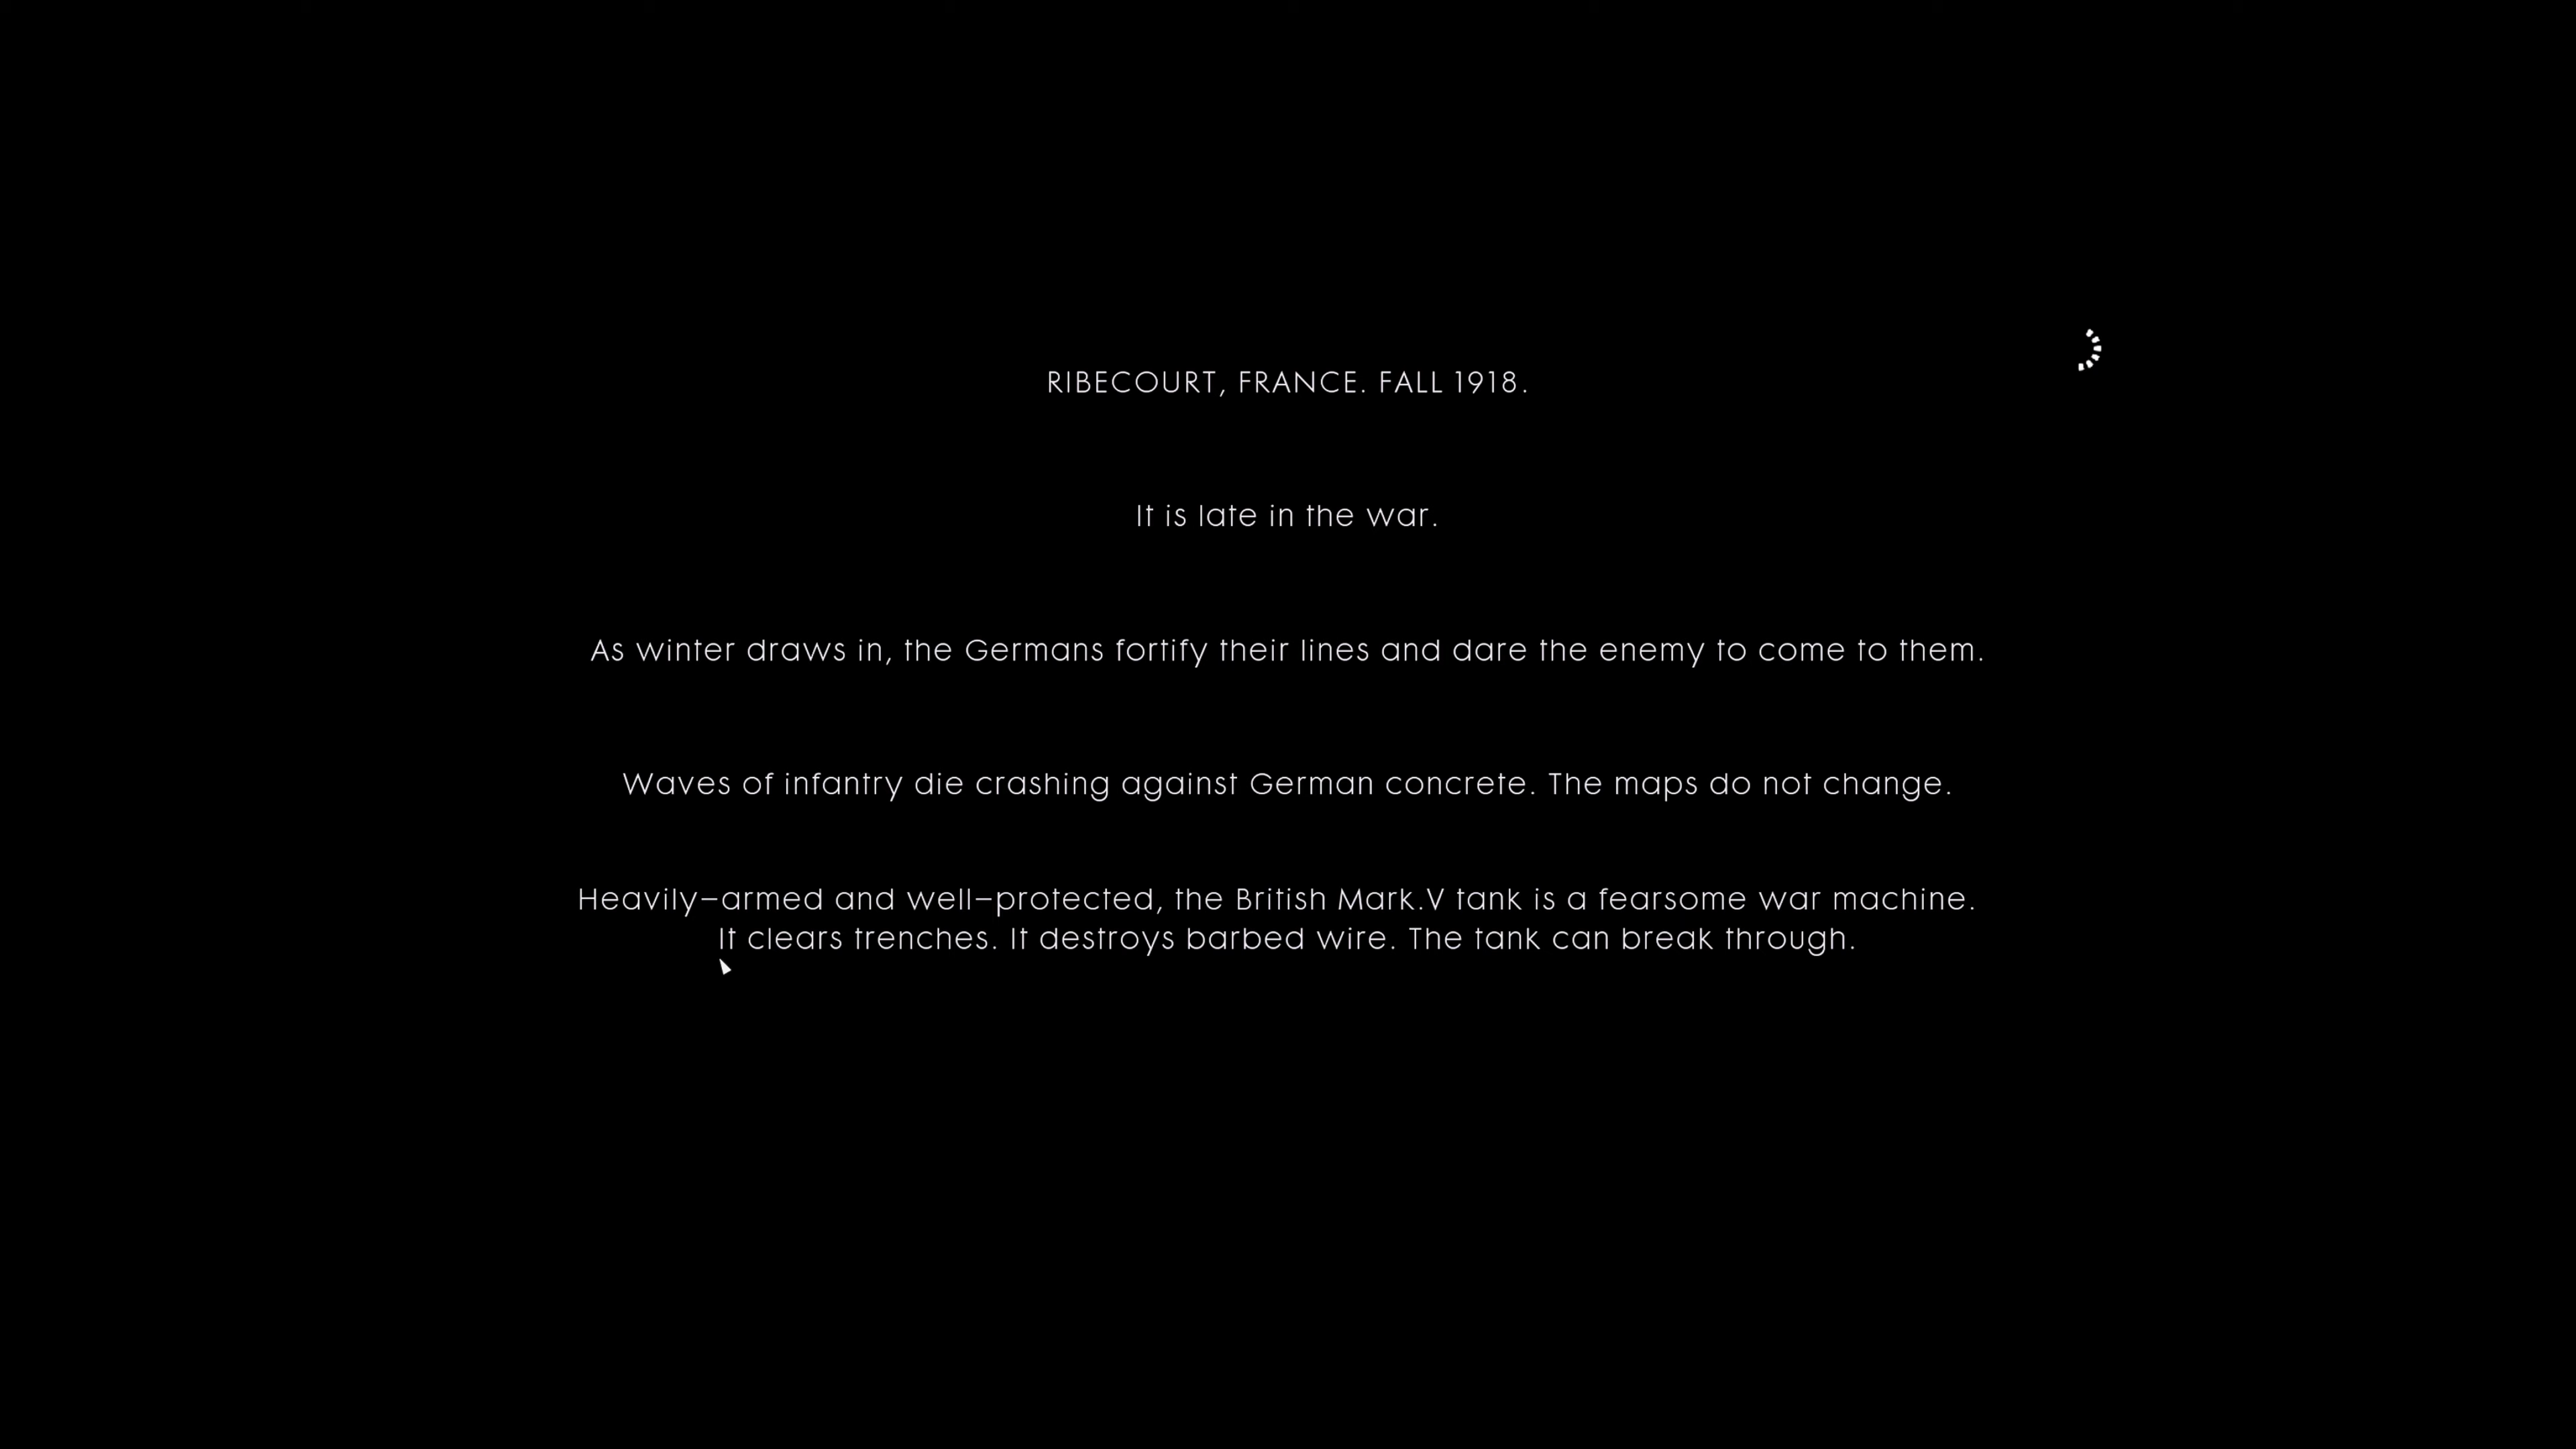 RIBECOURT, FRANCE. FALL 1918.
It is late in the war.
As winter draws in, the Germans fortify their lines and dare the enemy to come to them.
Waves of infantry die crashing against German concrete. The maps do not change.
Heavily-armed and well-protected, the British Mark.V tank is a fearsome war machine.
It clears trenches. It destroys barbed wire. The tank can break through.